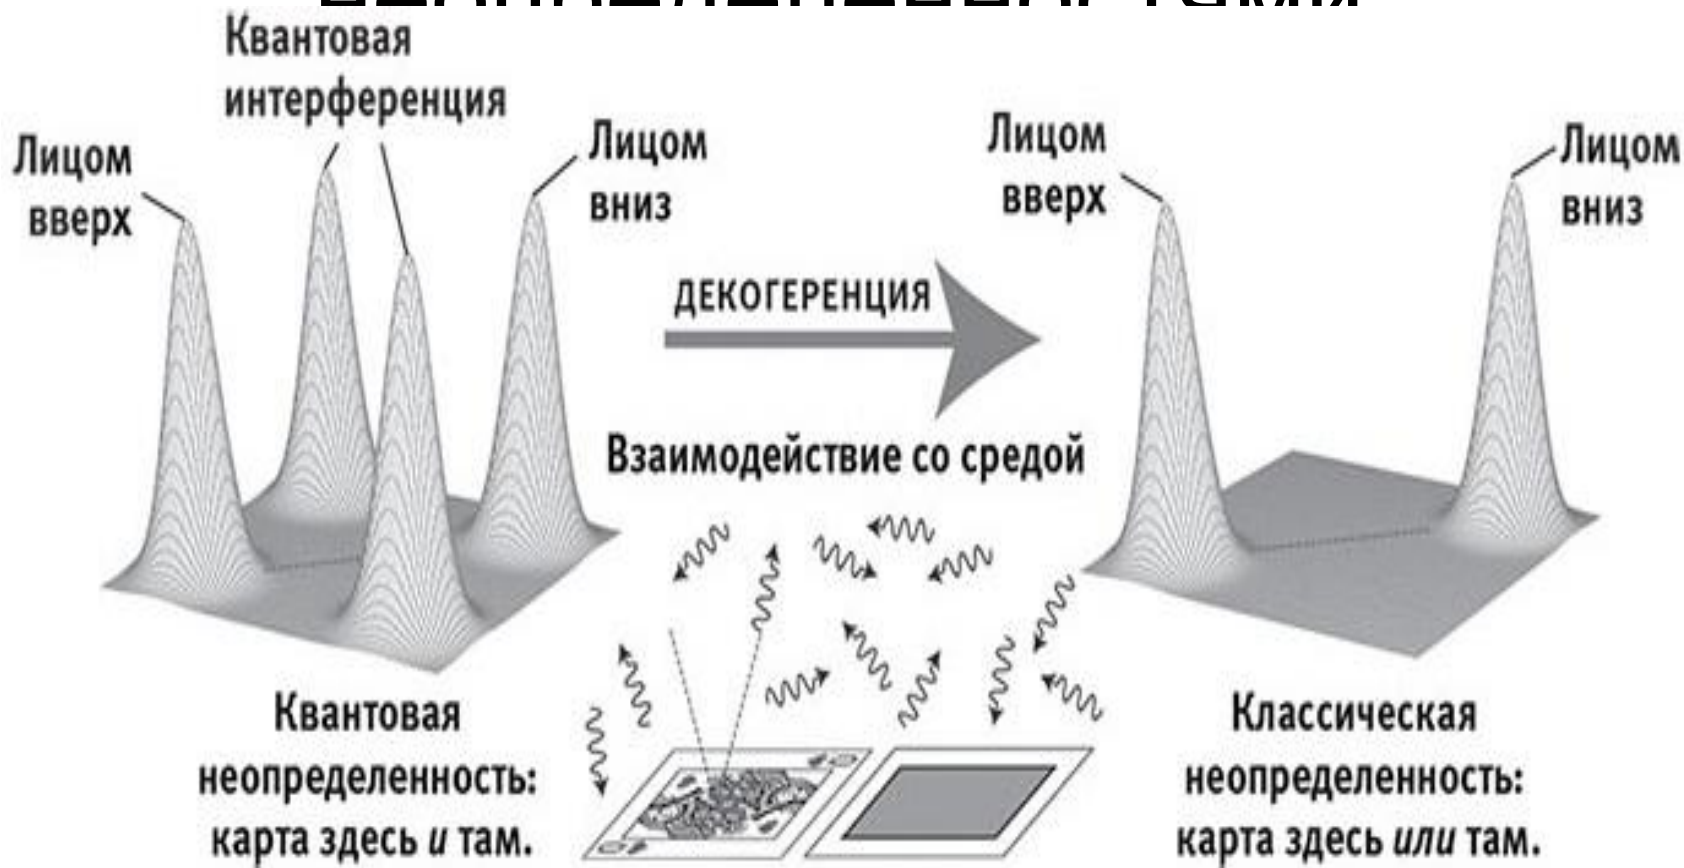 Квантовая
интерференция
Лицом
вверх
Лицом
вниз
Лицом
вверх
Лицом
вниз
ДЕКОГЕРЕНЦИЯ
Взаимодействие со средой
Квантовая
неопределенность:
карта здесь и там.
Классическая
неопределенность:
карта здесь или там.